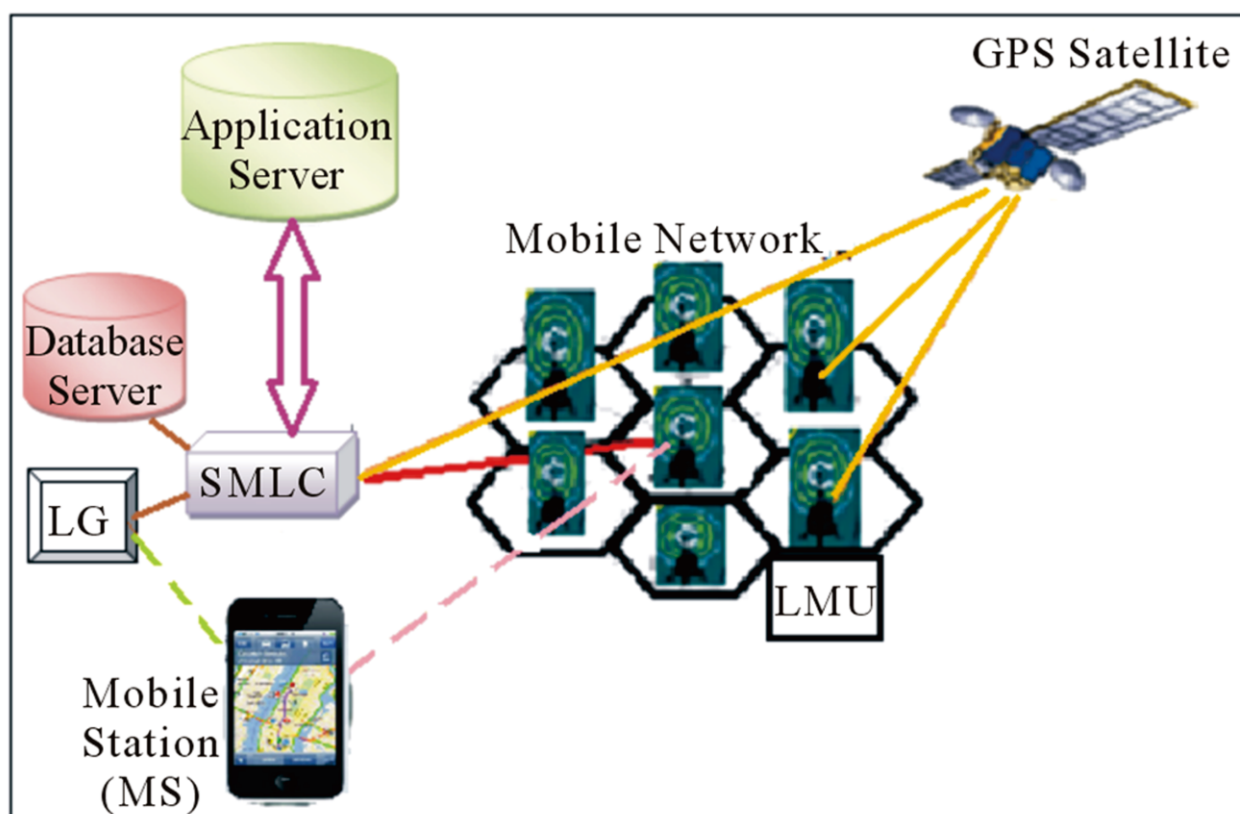 GPS Satellite
Application
Server
Mobile Network
Database
Server
SMLC
LG
LMU
Mobile
Station
(MS)